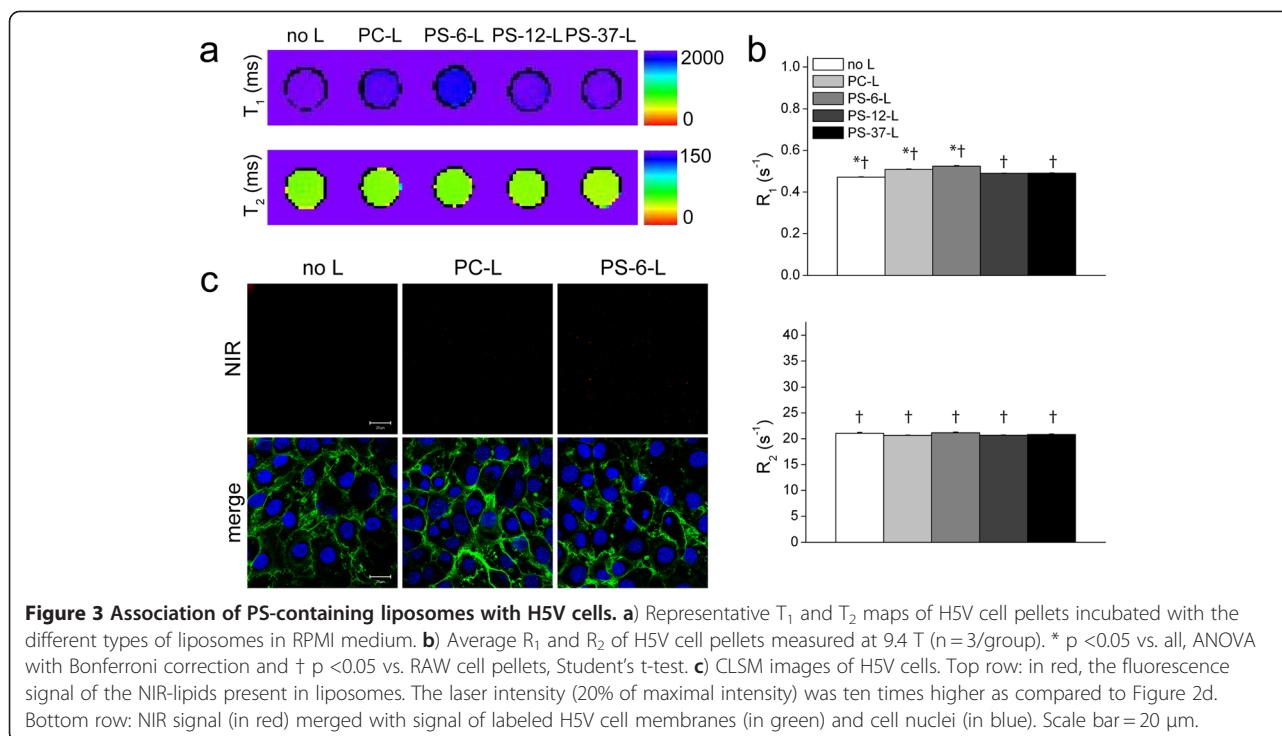 a
no L PC-L PS-6-L PS-12-L PS-37-L
T1 (ms)
2000
0
T2 (ms)
150
0
b
no L
PC-L
PS-6-L
PS-12-L
PS-37-L
1.0
0.8
0.6
0.4
0.2
0.0
R1 (s-1)
*† *† *† † †
40
35
30
25
20
15
10
5
0
R2 (s-1)
† † † † †
c
no L PC-L PS-6-L
NIR
20µm
merge
20µm
Figure 3 Association of PS-containing liposomes with H5V cells. a) Representative T1 and T2 maps of H5V cell pellets incubated with the
different types of liposomes in RPMI medium. b) Average R1 and R2 of H5V cell pellets measured at 9.4 T (n = 3/group). * p <0.05 vs. all, ANOVA
with Bonferroni correction and † p <0.05 vs. RAW cell pellets, Student's t-test. c) CLSM images of H5V cells. Top row: in red, the fluorescence
signal of the NIR-lipids present in liposomes. The laser intensity (20% of maximal intensity) was ten times higher as compared to Figure 2d.
Bottom row: NIR signal (in red) merged with signal of labeled H5V cell membranes (in green) and cell nuclei (in blue). Scale bar = 20 μm.